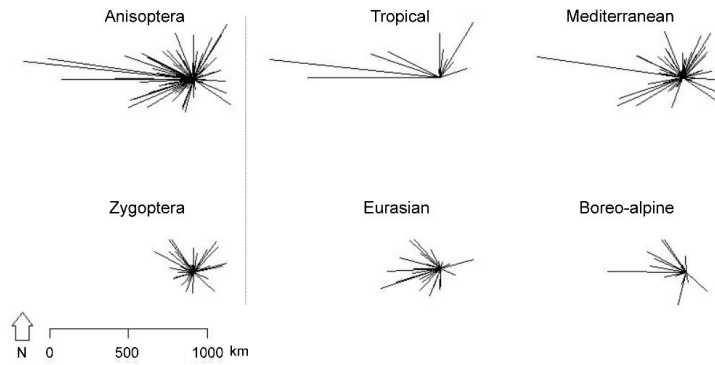 Anisoptera Tropical Mediterranean
Zygoptera Eurasian Boreo-alpine
N 0 500 1000 km